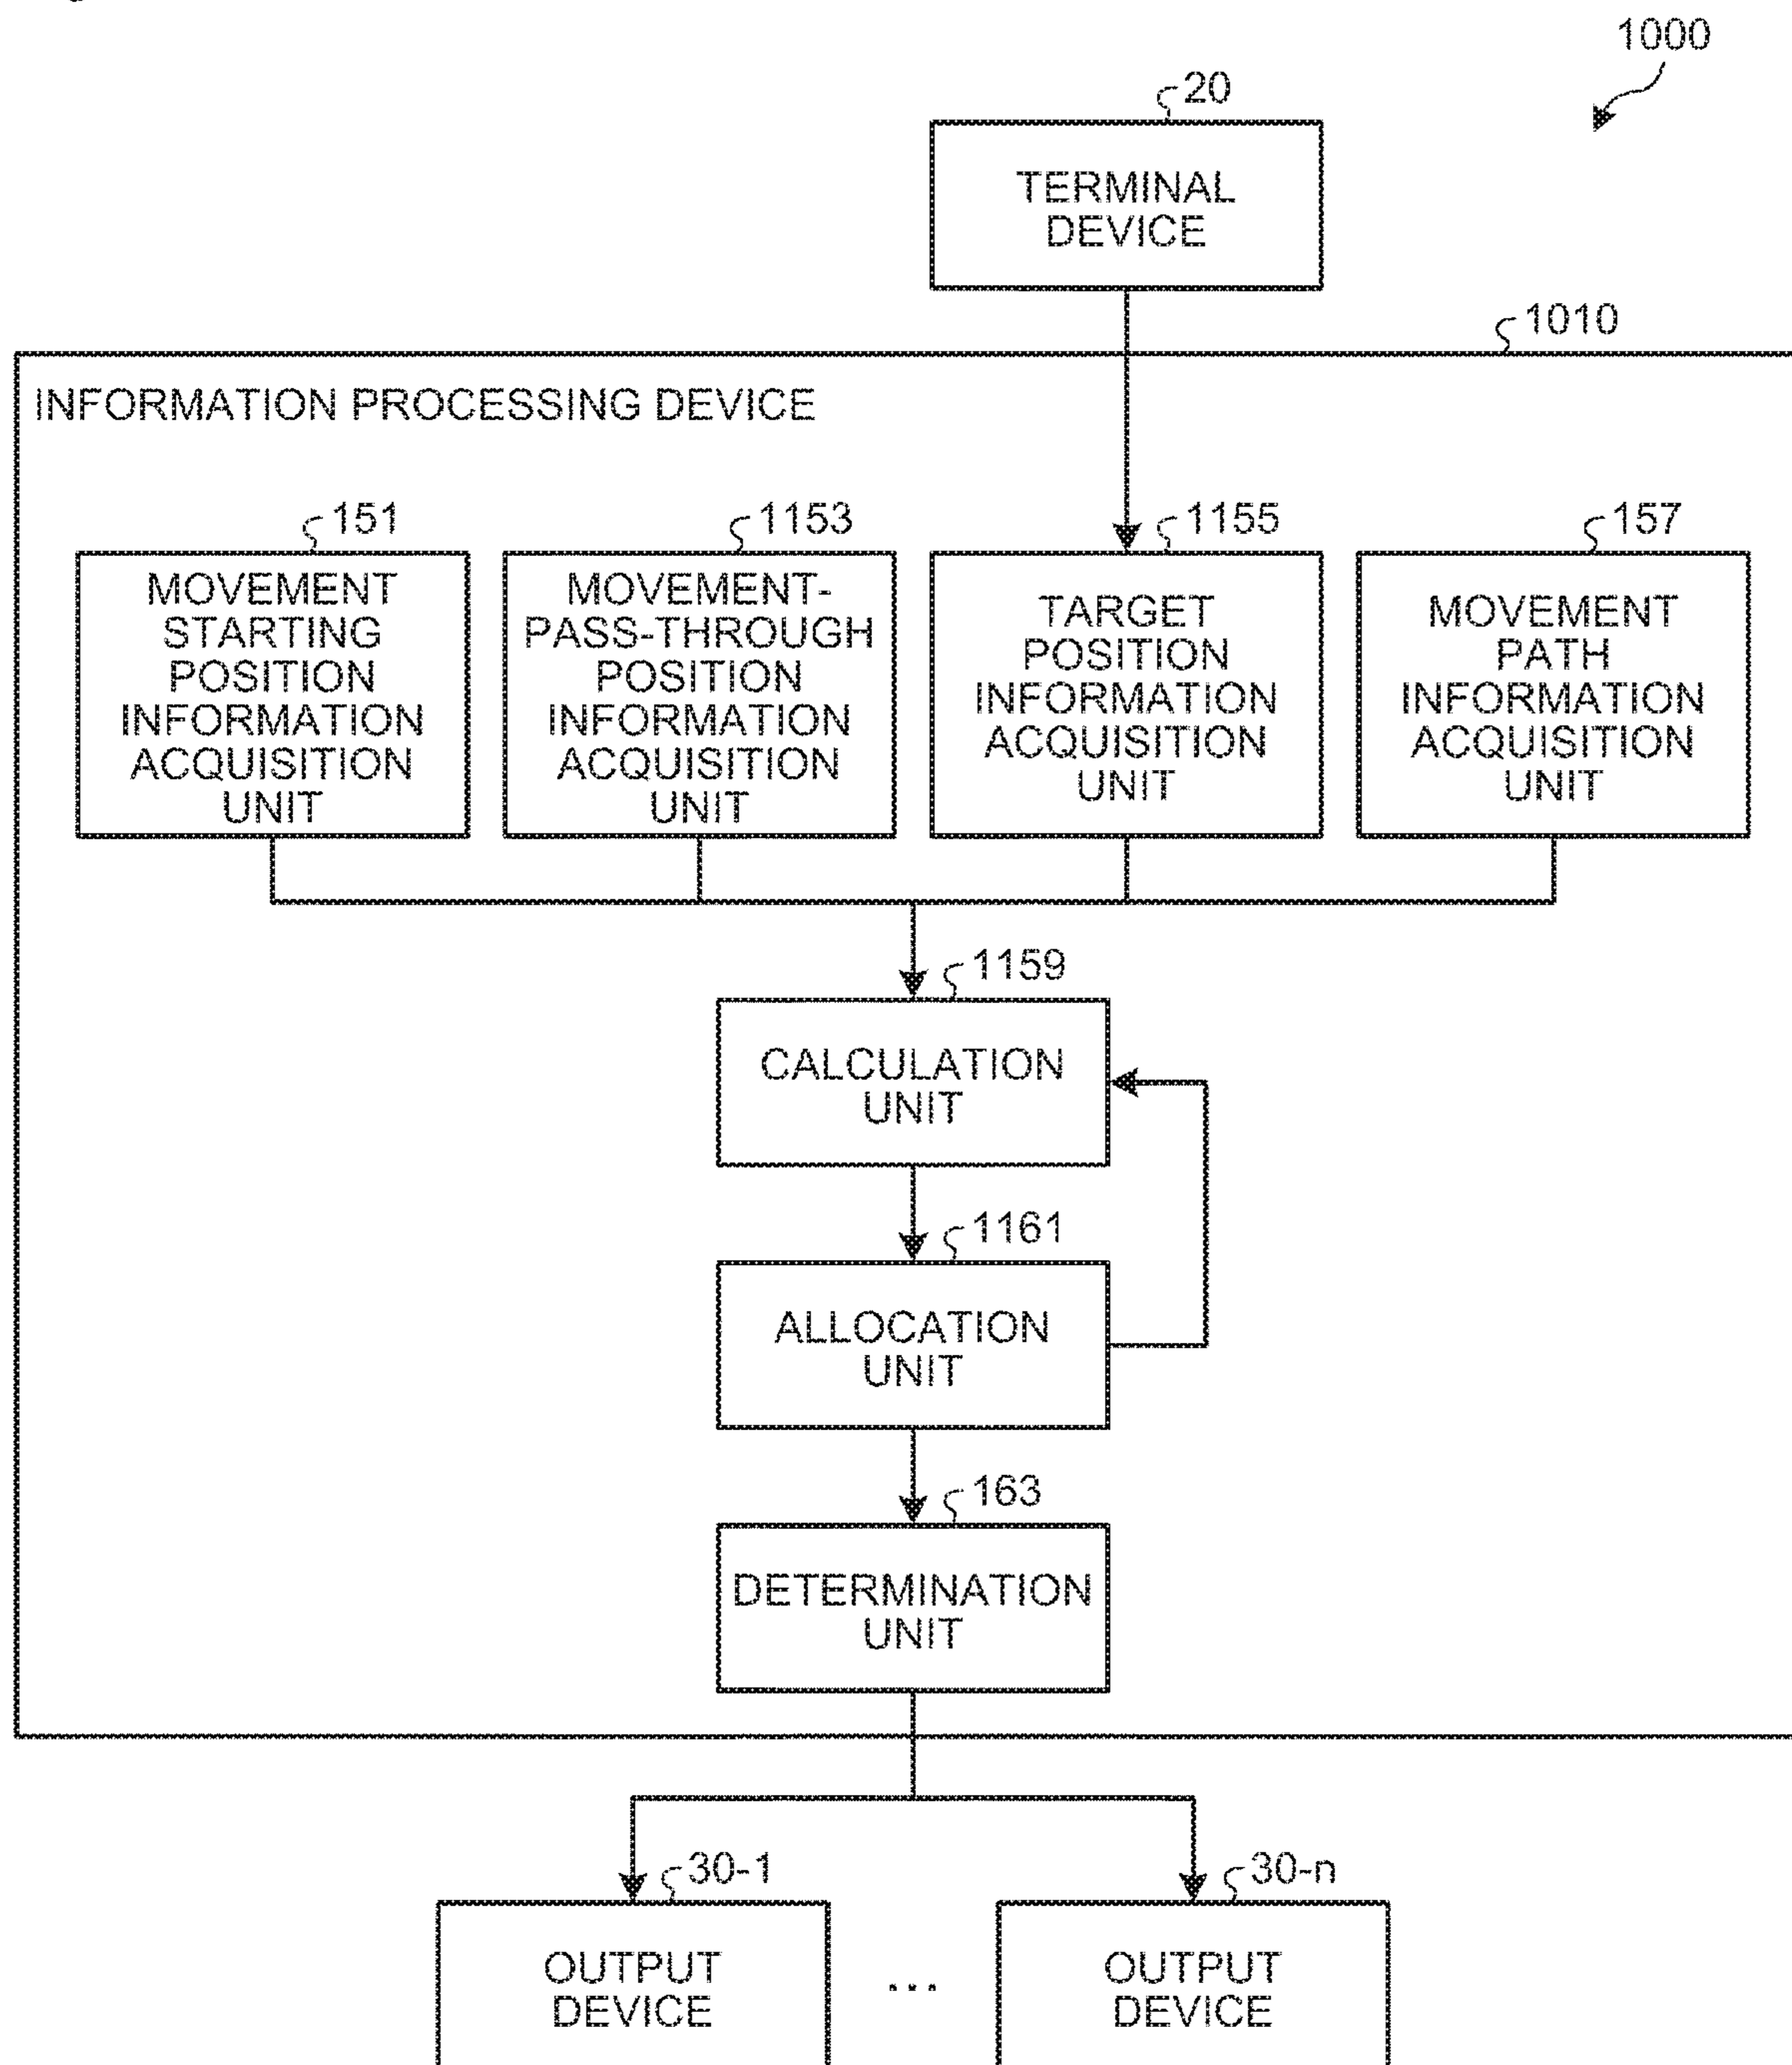 1000
20
TERMINAL
DEVICE
1010
INFORMATION PROCESSING DEVICE
151
MOVEMENT
STARTING
POSITION
INFORMATION
ACQUISITION
UNIT
1153
MOVEMENT-
PASS-THROUGH
POSITION
INFORMATION
ACQUISITION
UNIT
1155
TARGET
POSITION
INFORMATION
ACQUISITION
UNIT
157
MOVEMENT
PATH
INFORMATION
ACQUISITION
UNIT
1159
CALCULATION
UNIT
1161
ALLOCATION
UNIT
163
DETERMINATION
UNIT
30-1
OUTPUT
DEVICE
...
30-n
OUTPUT
DEVICE